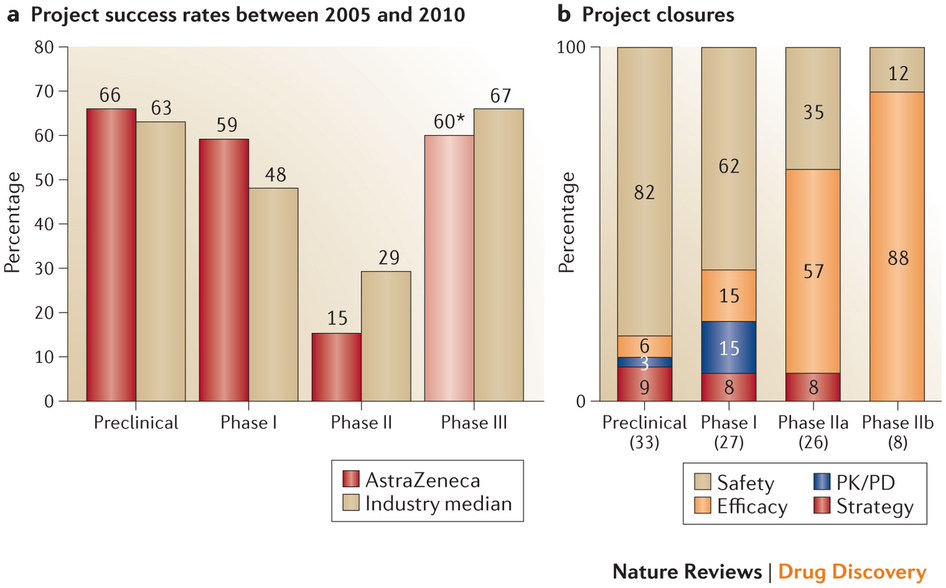 a Project success rates between 2005 and 2010
80
70
60
50
40
30
20
10
0
Percentage
66
63
59
48
15
29
60*
67
Preclinical
Phase I
Phase II
Phase III
AstraZeneca
Industry median
b Project closures
100
0
Percentage
82
6
3
9
62
15
15
8
35
57
8
12
88
Preclinical
(33)
Phase I
(27)
Phase IIa
(26)
Phase IIb
(8)
Safety
Efficacy
PK/PD
Strategy
Nature Reviews | Drug Discovery